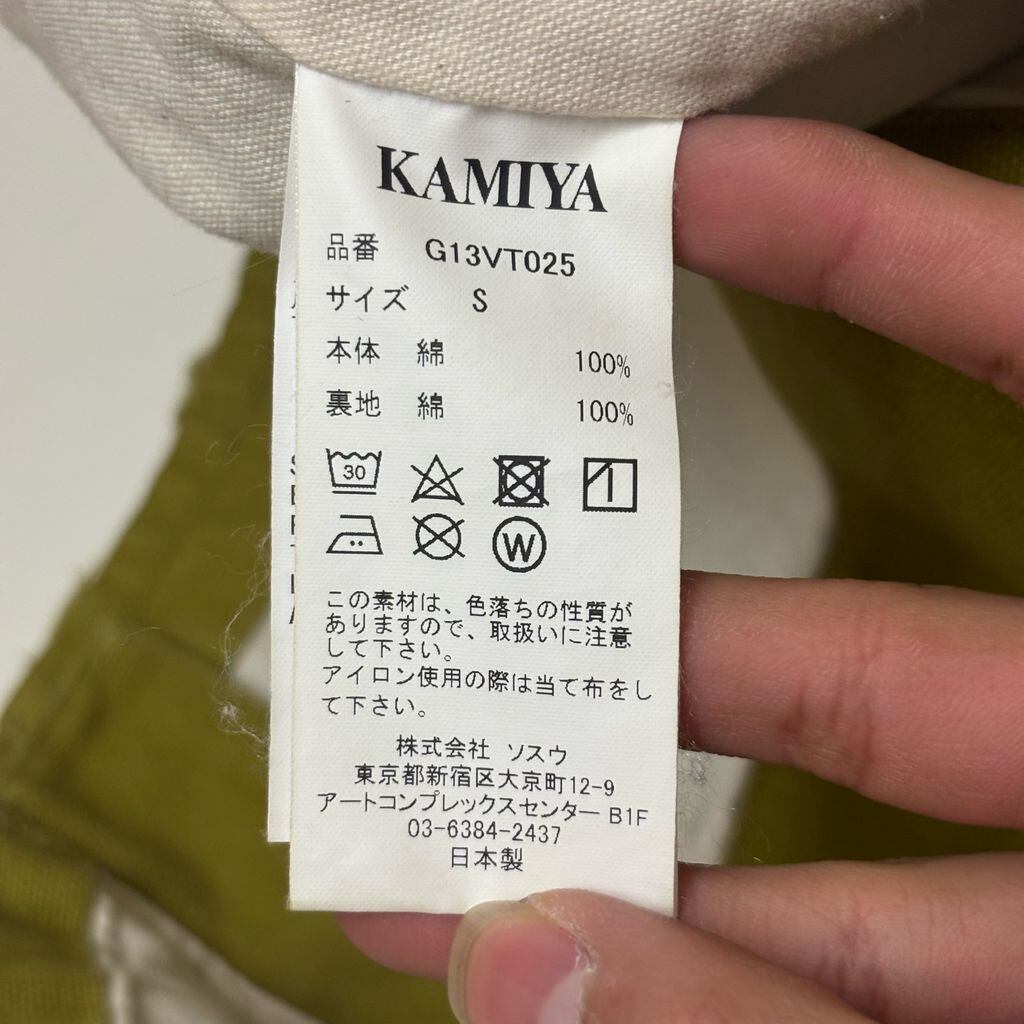 KAMIYA
品番 G13VT025
サイズ S
本体 綿 100%
裏地 綿 100%
30
W
この素材は、色落ちの性質が
ありますので、取扱いに注意
して下さい。
アイロン使用の際は当て布をし
て下さい。
株式会社 ソスウ
東京都新宿区大京町12-9
アートコンプレックスセンター B1F
03-6384-2437
日本製